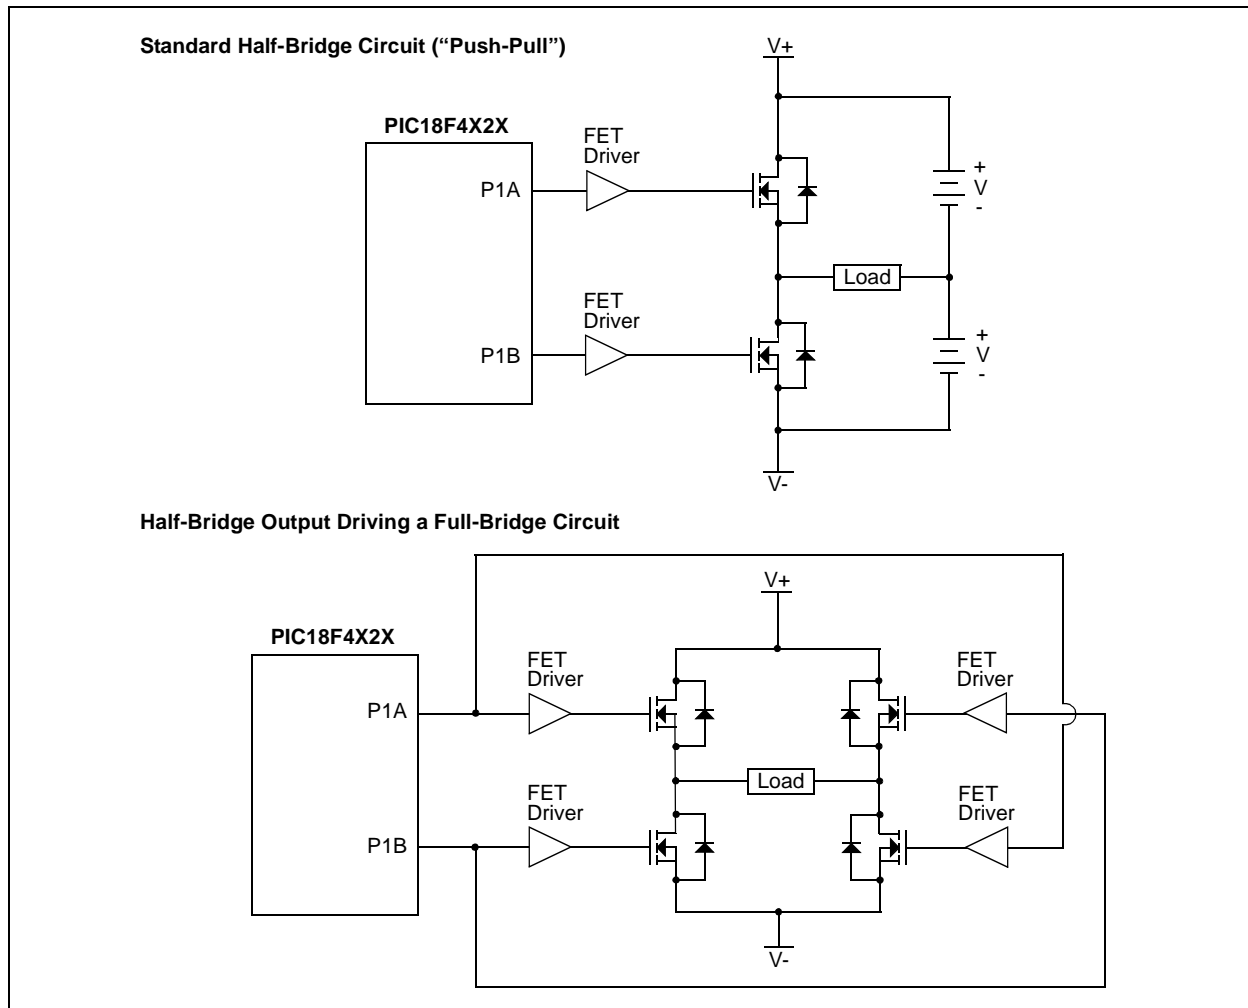 Standard Half-Bridge Circuit (“Push-Pull”)
V+
PIC18F4X2X
FET
Driver
P1A
+
V
-
Load
FET
Driver
P1B
+
V
-
V-
Half-Bridge Output Driving a Full-Bridge Circuit
V+
PIC18F4X2X
FET
Driver
FET
Driver
P1A
Load
FET
Driver
FET
Driver
P1B
V-